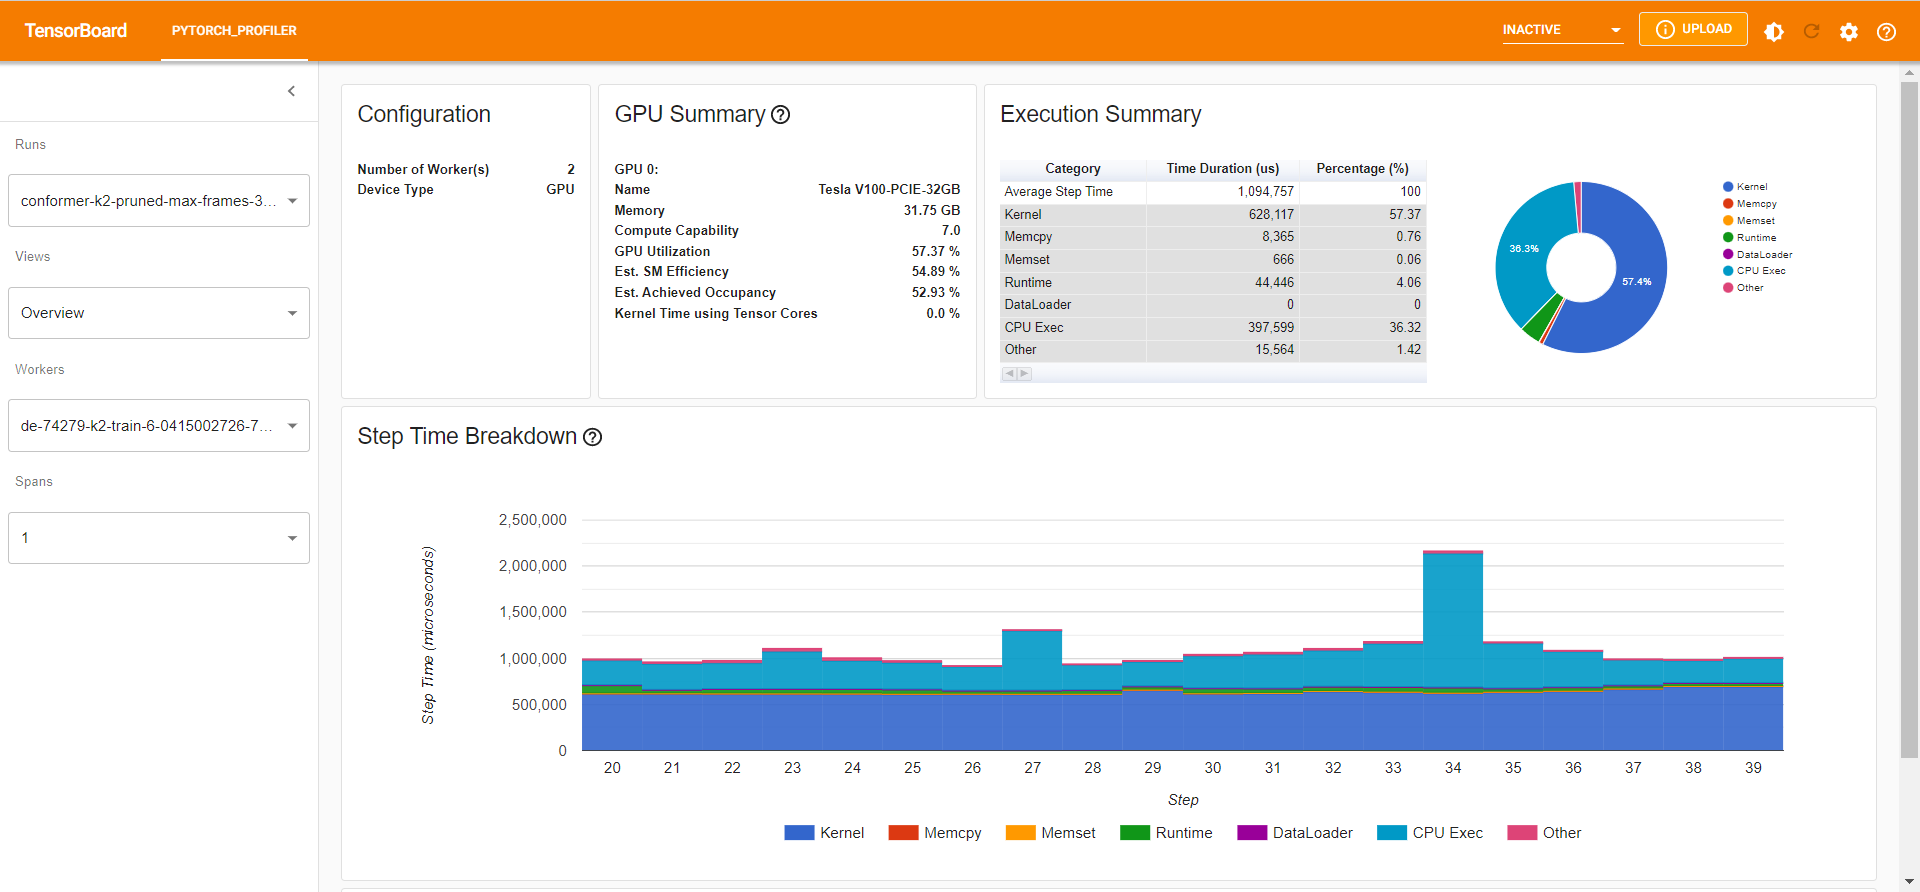 TensorBoard
PYTORCH_PROFILER
INACTIVE
UPLOAD
Runs
conformer-k2-pruned-max-frames-3...
Views
Overview
Workers
de-74279-k2-train-6-0415002726-7...
Spans
1
Configuration
Number of Worker(s) 2
Device Type GPU
GPU Summary
GPU 0:
Name Tesla V100-PCIE-32GB
Memory 31.75 GB
Compute Capability 7.0
GPU Utilization 57.37 %
Est. SM Efficiency 54.89 %
Est. Achieved Occupancy 52.93 %
Kernel Time using Tensor Cores 0.0 %
Execution Summary
Category Time Duration (us) Percentage (%)
Average Step Time 1,094,757 100
Kernel 628,117 57.37
Memcpy 8,365 0.76
Memset 666 0.06
Runtime 44,446 4.06
DataLoader 0 0
CPU Exec 397,599 36.32
Other 15,564 1.42
36.3%
57.4%
Kernel
Memcpy
Memset
Runtime
DataLoader
CPU Exec
Other
Step Time Breakdown
Step Time (microseconds)
2,500,000
2,000,000
1,500,000
1,000,000
500,000
0
20 21 22 23 24 25 26 27 28 29 30 31 32 33 34 35 36 37 38 39
Step
Kernel Memcpy Memset Runtime DataLoader CPU Exec Other